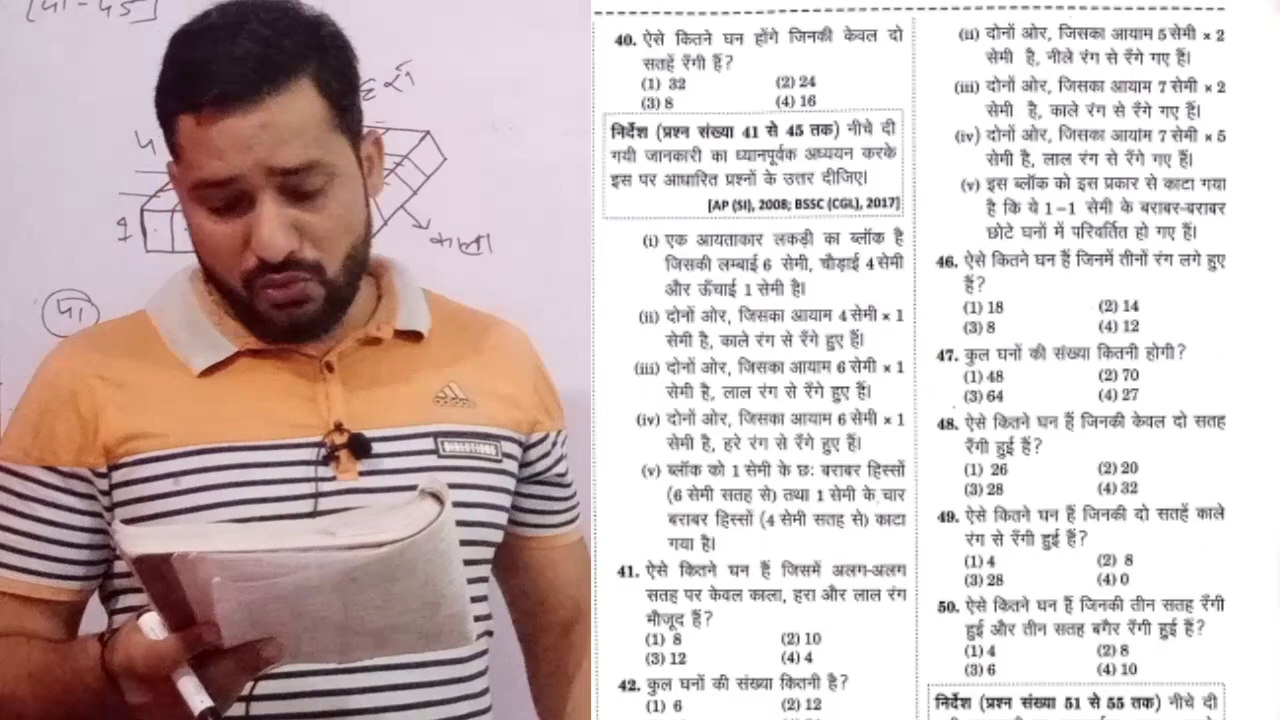 [पा - पड]
ह रा
4
1
काला
पा
DIRECTIONS
40. ऐसे कितने घन होंगे जिनकी केवल दो
सतहें रँगी हैं?
(1) 32 (2) 24
(3) 8 (4) 16
निर्देश (प्रश्न संख्या 41 से 45 तक) नीचे दी
गयी जानकारी का ध्यानपूर्वक अध्ययन करके
इस पर आधारित प्रश्नों के उत्तर दीजिए।
[AP (SI), 2008; BSSC (CGL), 2017]
(i) एक आयताकार लकड़ी का ब्लॉक है
जिसकी लम्बाई 6 सेमी, चौड़ाई 4 सेमी
और ऊँचाई 1 सेमी है।
(ii) दोनों ओर, जिसका आयाम 4 सेमी × 1
सेमी है, काले रंग से रँगे हुए हैं।
(iii) दोनों ओर, जिसका आयाम 6 सेमी × 1
सेमी है, लाल रंग से रँगे हुए हैं।
(iv) दोनों ओर, जिसका आयाम 6 सेमी × 1
सेमी है, हरे रंग से रँगे हुए हैं।
(v) ब्लॉक को 1 सेमी के छः बराबर हिस्सों
(6 सेमी सतह से) तथा 1 सेमी के चार
बराबर हिस्सों (4 सेमी सतह से) काटा
गया है।
41. ऐसे कितने घन हैं जिसमें अलग-अलग
सतह पर केवल काला, हरा और लाल रंग
मौजूद हैं?
(1) 8 (2) 10
(3) 12 (4) 4
42. कुल घनों की संख्या कितनी है?
(1) 6 (2) 12
(ii) दोनों ओर, जिसका आयाम 5 सेमी × 2
सेमी है, नीले रंग से रँगे गए हैं।
(iii) दोनों ओर, जिसका आयाम 7 सेमी × 2
सेमी है, काले रंग से रँगे गए हैं।
(iv) दोनों ओर, जिसका आयांम 7 सेमी × 5
सेमी है, लाल रंग से रँगे गए हैं।
(v) इस ब्लॉक को इस प्रकार से काटा गया
है कि ये 1-1 सेमी के बराबर-बराबर
छोटे घनों में परिवर्तित हो गए हैं।
46. ऐसे कितने घन हैं जिनमें तीनों रंग लगे हुए
हैं?
(1) 18 (2) 14
(3) 8 (4) 12
47. कुल घनों की संख्या कितनी होगी?
(1) 48 (2) 70
(3) 64 (4) 27
48. ऐसे कितने घन हैं जिनकी केवल दो सतह
रँगी हुई हैं?
(1) 26 (2) 20
(3) 28 (4) 32
49. ऐसे कितने घन हैं जिनकी दो सतहें काले
रंग से रँगी हुई हैं?
(1) 4 (2) 8
(3) 28 (4) 0
50. ऐसे कितने घन हैं जिनकी तीन सतह रँगी
हुई और तीन सतह बगैर रँगी हुई हैं?
(1) 4 (2) 8
(3) 6 (4) 10
निर्देश (प्रश्न संख्या 51 से 55 तक) नीचे दी